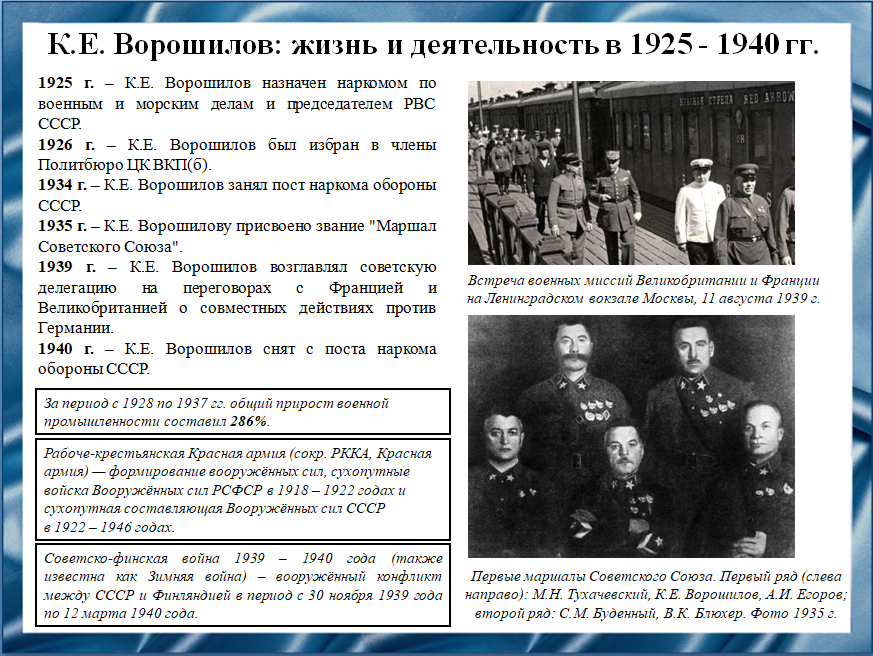 К.Е. Ворошилов: жизнь и деятельность в 1925 - 1940 гг.
1925 г. – К.Е. Ворошилов назначен наркомом по
военным и морским делам и председателем РВС
СССР.
1926 г. – К.Е. Ворошилов был избран в члены
Политбюро ЦК ВКП(б).
1934 г. – К.Е. Ворошилов занял пост наркома обороны
СССР.
1935 г. – К.Е. Ворошилову присвоено звание "Маршал
Советского Союза".
1939 г. – К.Е. Ворошилов возглавлял советскую
делегацию на переговорах с Францией и
Великобританией о совместных действиях против
Германии.
1940 г. – К.Е. Ворошилов снят с поста наркома
обороны СССР.
За период с 1928 по 1937 гг. общий прирост военной
промышленности составил 286%.
Рабоче-крестьянская Красная армия (сокр. РККА, Красная
армия) — формирование вооружённых сил, сухопутные
войска Вооружённых сил РСФСР в 1918 – 1922 годах и
сухопутная составляющая Вооружённых сил СССР
в 1922 – 1946 годах.
Советско-финская война 1939 – 1940 года (также
известна как Зимняя война) – вооружённый конфликт
между СССР и Финляндией в период с 30 ноября 1939 года
по 12 марта 1940 года.
КРАСНАЯ СТРЕЛА RED ARROW
Встреча военных миссий Великобритании и Франции
на Ленинградском вокзале Москвы, 11 августа 1939 г.
Первые маршалы Советского Союза. Первый ряд (слева
направо): М.Н. Тухачевский, К.Е. Ворошилов, А.И. Егоров;
второй ряд: С.М. Буденный, В.К. Блюхер. Фото 1935 г.